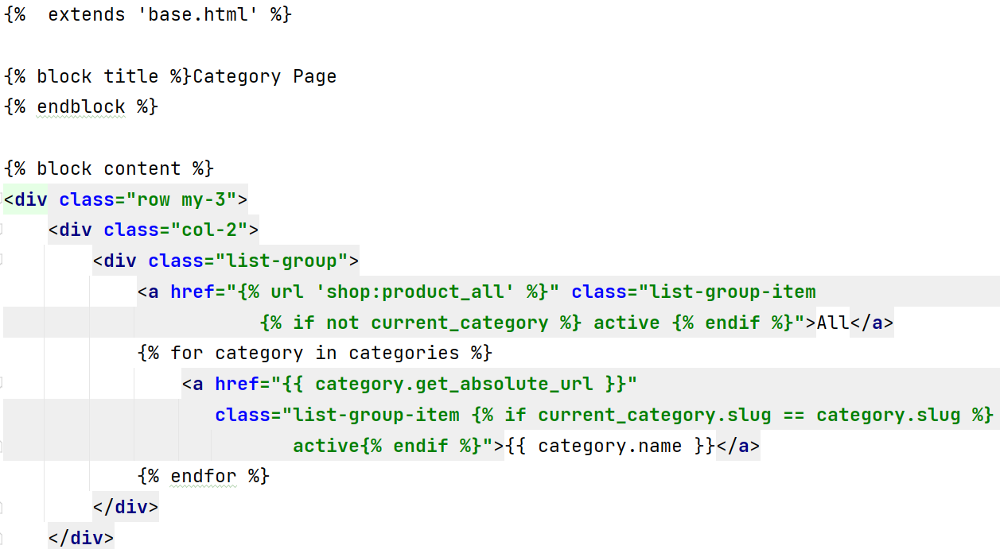 {%  extends 'base.html' %}
{% block title %}Category Page
{% endblock %}
{% block content %}
<div class="row my-3">
    <div class="col-2">
        <div class="list-group">
            <a href="{% url 'shop:product_all' %}" class="list-group-item
                       {% if not current_category %} active {% endif %}">All</a>
            {% for category in categories %}
                <a href="{{ category.get_absolute_url }}"
                   class="list-group-item {% if current_category.slug == category.slug %}
                          active{% endif %}">{{ category.name }}</a>
            {% endfor %}
        </div>
    </div>